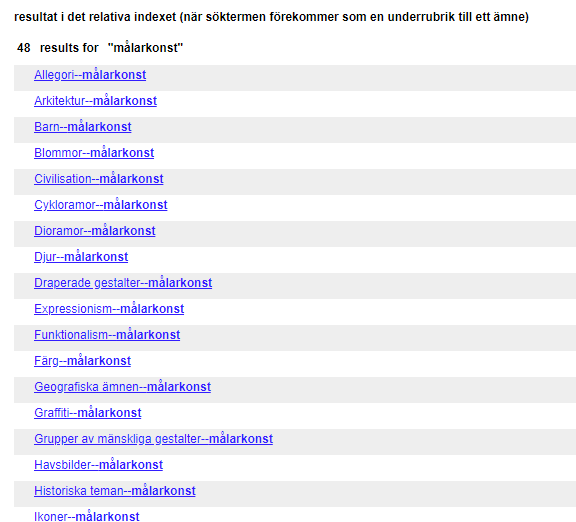 resultat i det relativa indexet (när söktermen förekommer som en underrubrik till ett ämne)
48 results for "målarkonst"
Allegori--målarkonst
Arkitektur--målarkonst
Barn--målarkonst
Blommor--målarkonst
Civilisation--målarkonst
Cykloramor--målarkonst
Dioramor--målarkonst
Djur--målarkonst
Draperade gestalter--målarkonst
Expressionism--målarkonst
Funktionalism--målarkonst
Färg--målarkonst
Geografiska ämnen--målarkonst
Graffiti--målarkonst
Grupper av mänskliga gestalter--målarkonst
Havsbilder--målarkonst
Historiska teman--målarkonst
Ikoner--målarkonst